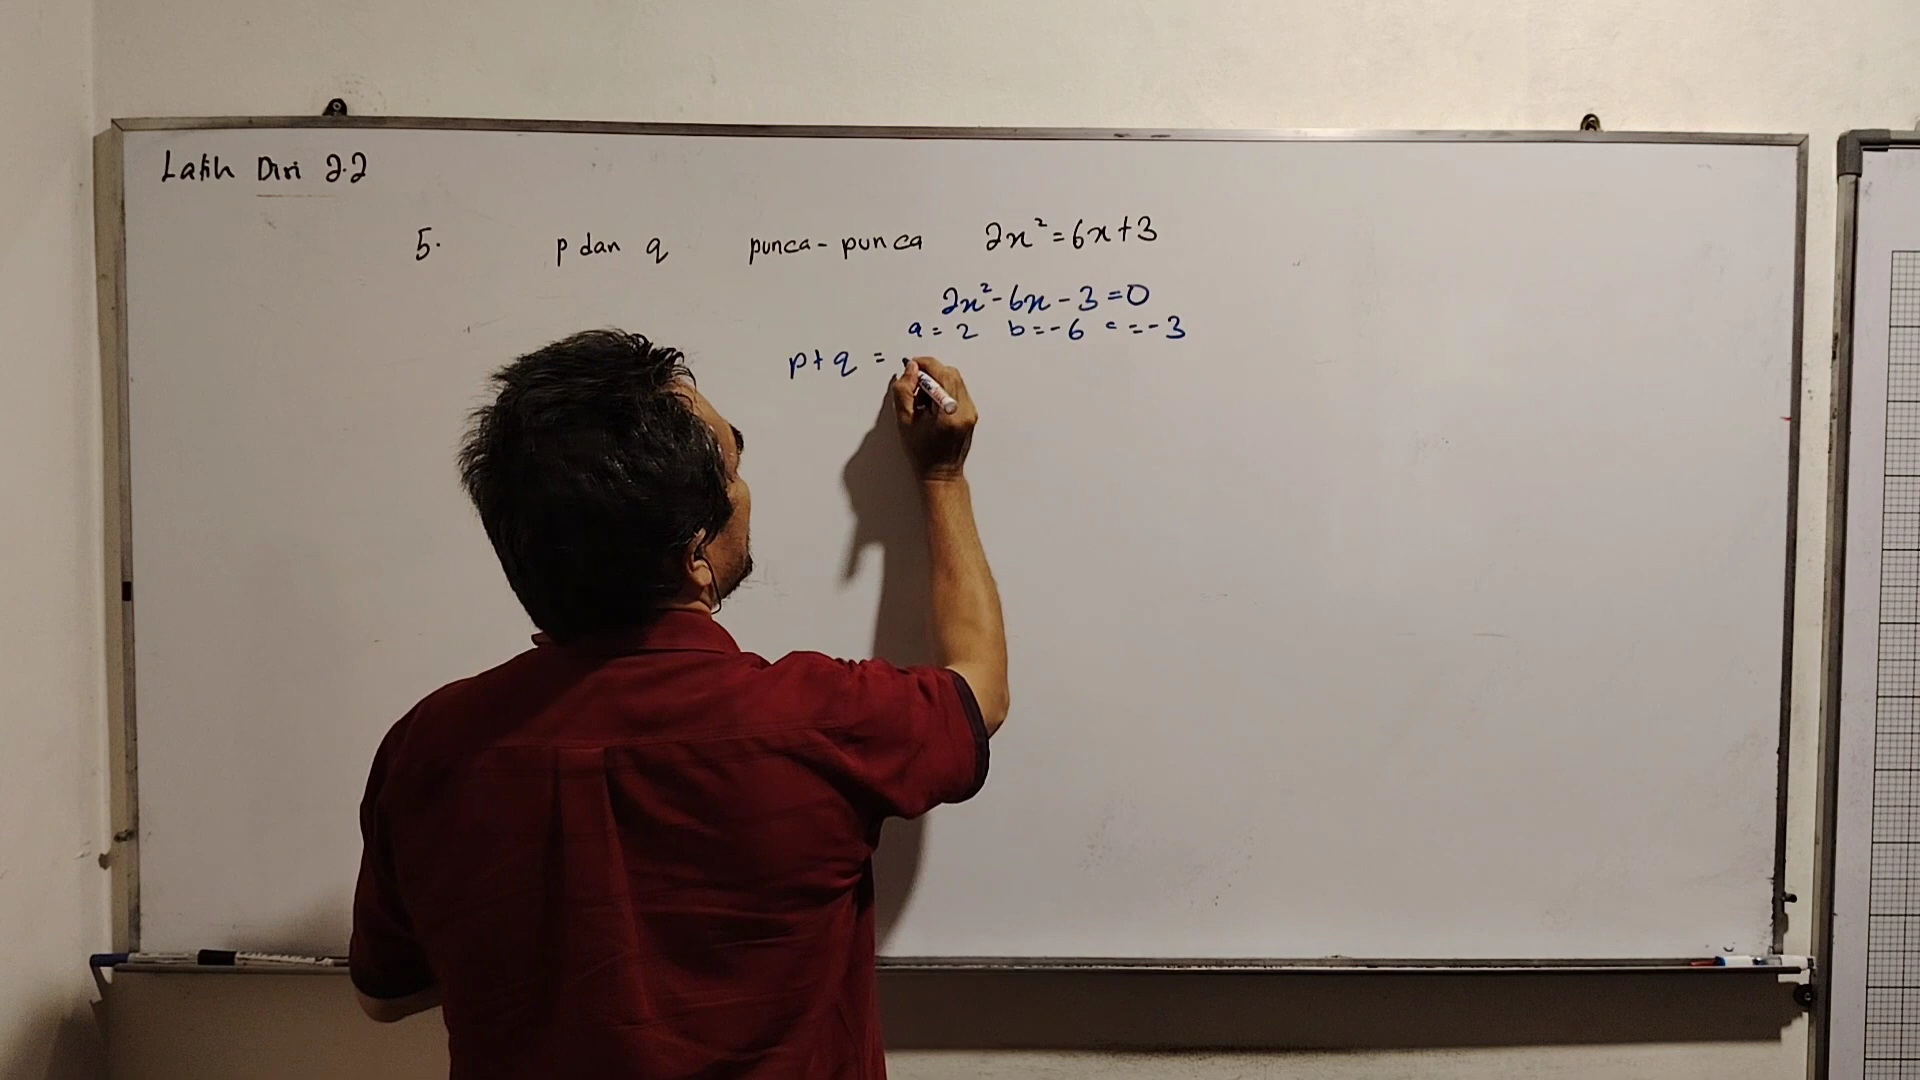 Latih Diri 2.2
5. p dan q punca-punca 2x²=6x+3
2x²-6x-3=0
a=2 b=-6 c=-3
p+q =